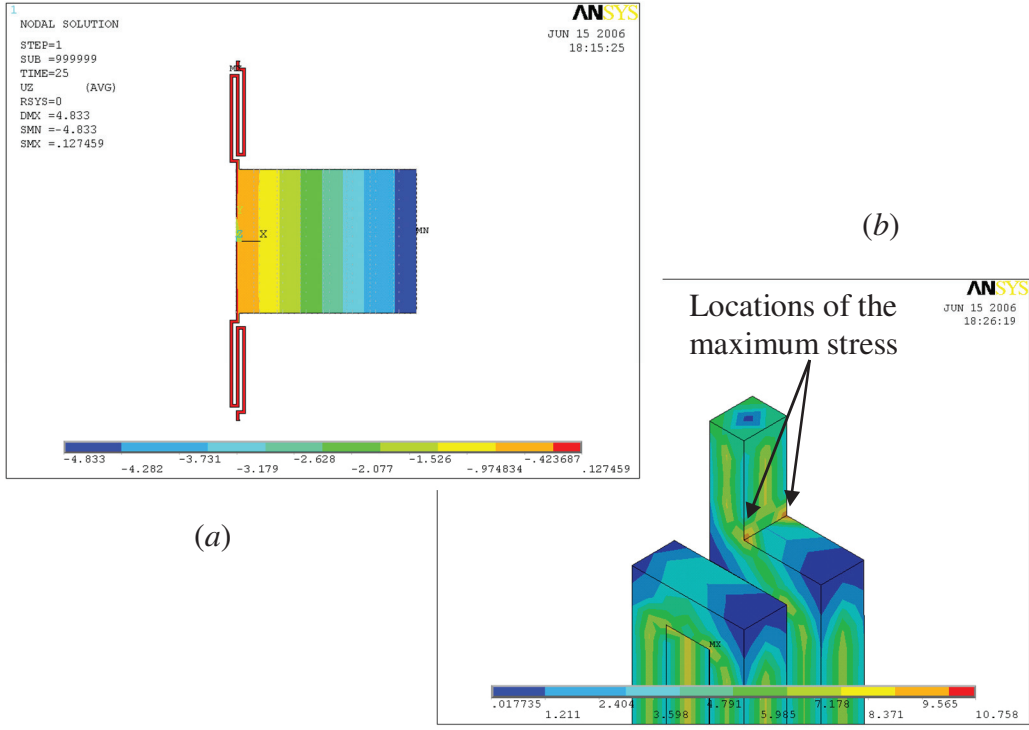 1
NODAL SOLUTION
STEP=1
SUB =999999
TIME=25
UZ (AVG)
RSYS=0
DMX =4.833
SMN =-4.833
SMX =.127459
ANSYS
JUN 15 2006
18:15:25
Z X
MN
-4.833 -3.731 -2.628 -1.526 -.423687
-4.282 -3.179 -2.077 -.974834 .127459
(a)
(b)
ANSYS
JUN 15 2006
18:26:19
Locations of the
maximum stress
MX
.017735 2.404 4.791 7.178 9.565
1.211 3.598 5.985 8.371 10.758